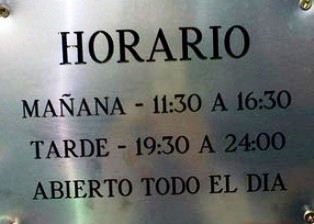 HORARIO
MAÑANA - 11:30 A 16:30
TARDE - 19:30 A 24:00
ABIERTO TODO EL DIA